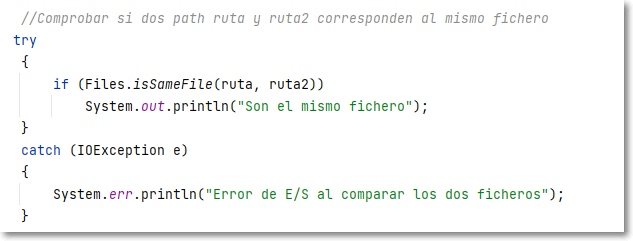 //Comprobar si dos path ruta y ruta2 corresponden al mismo fichero
try
{
if (Files.isSameFile(ruta, ruta2))
System.out.println("Son el mismo fichero");
}
catch (IOException e)
{
System.err.println("Error de E/S al comparar los dos ficheros");
}